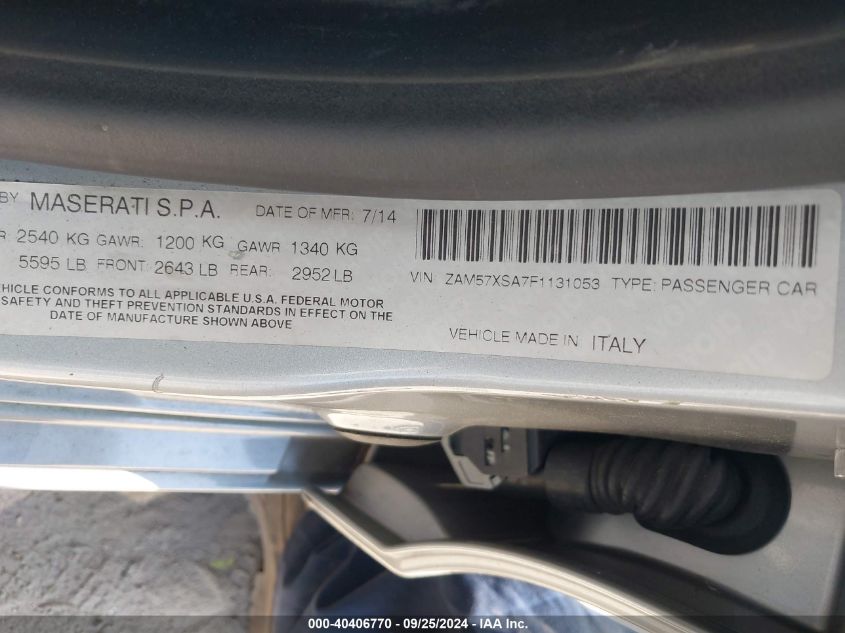 BY MASERATI S.P.A. DATE OF MFR: 7/14
R 2540 KG GAWR: 1200 KG GAWR 1340 KG
5595 LB FRONT: 2643 LB REAR: 2952 LB
EHICLE CONFORMS TO ALL APPLICABLE U.S.A. FEDERAL MOTOR
SAFETY AND THEFT PREVENTION STANDARDS IN EFFECT ON THE
DATE OF MANUFACTURE SHOWN ABOVE
VIN: ZAM57XSA7F1131053 TYPE: PASSENGER CAR
VEHICLE MADE IN ITALY
000-40406770 - 09/25/2024 - IAA Inc.